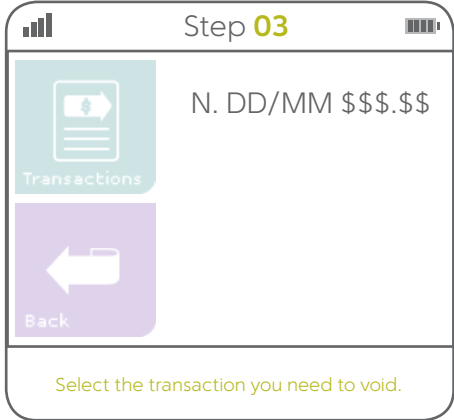 Step 03
N. DD/MM $$$.$$
$
Transactions
Back
Select the transaction you need to void.